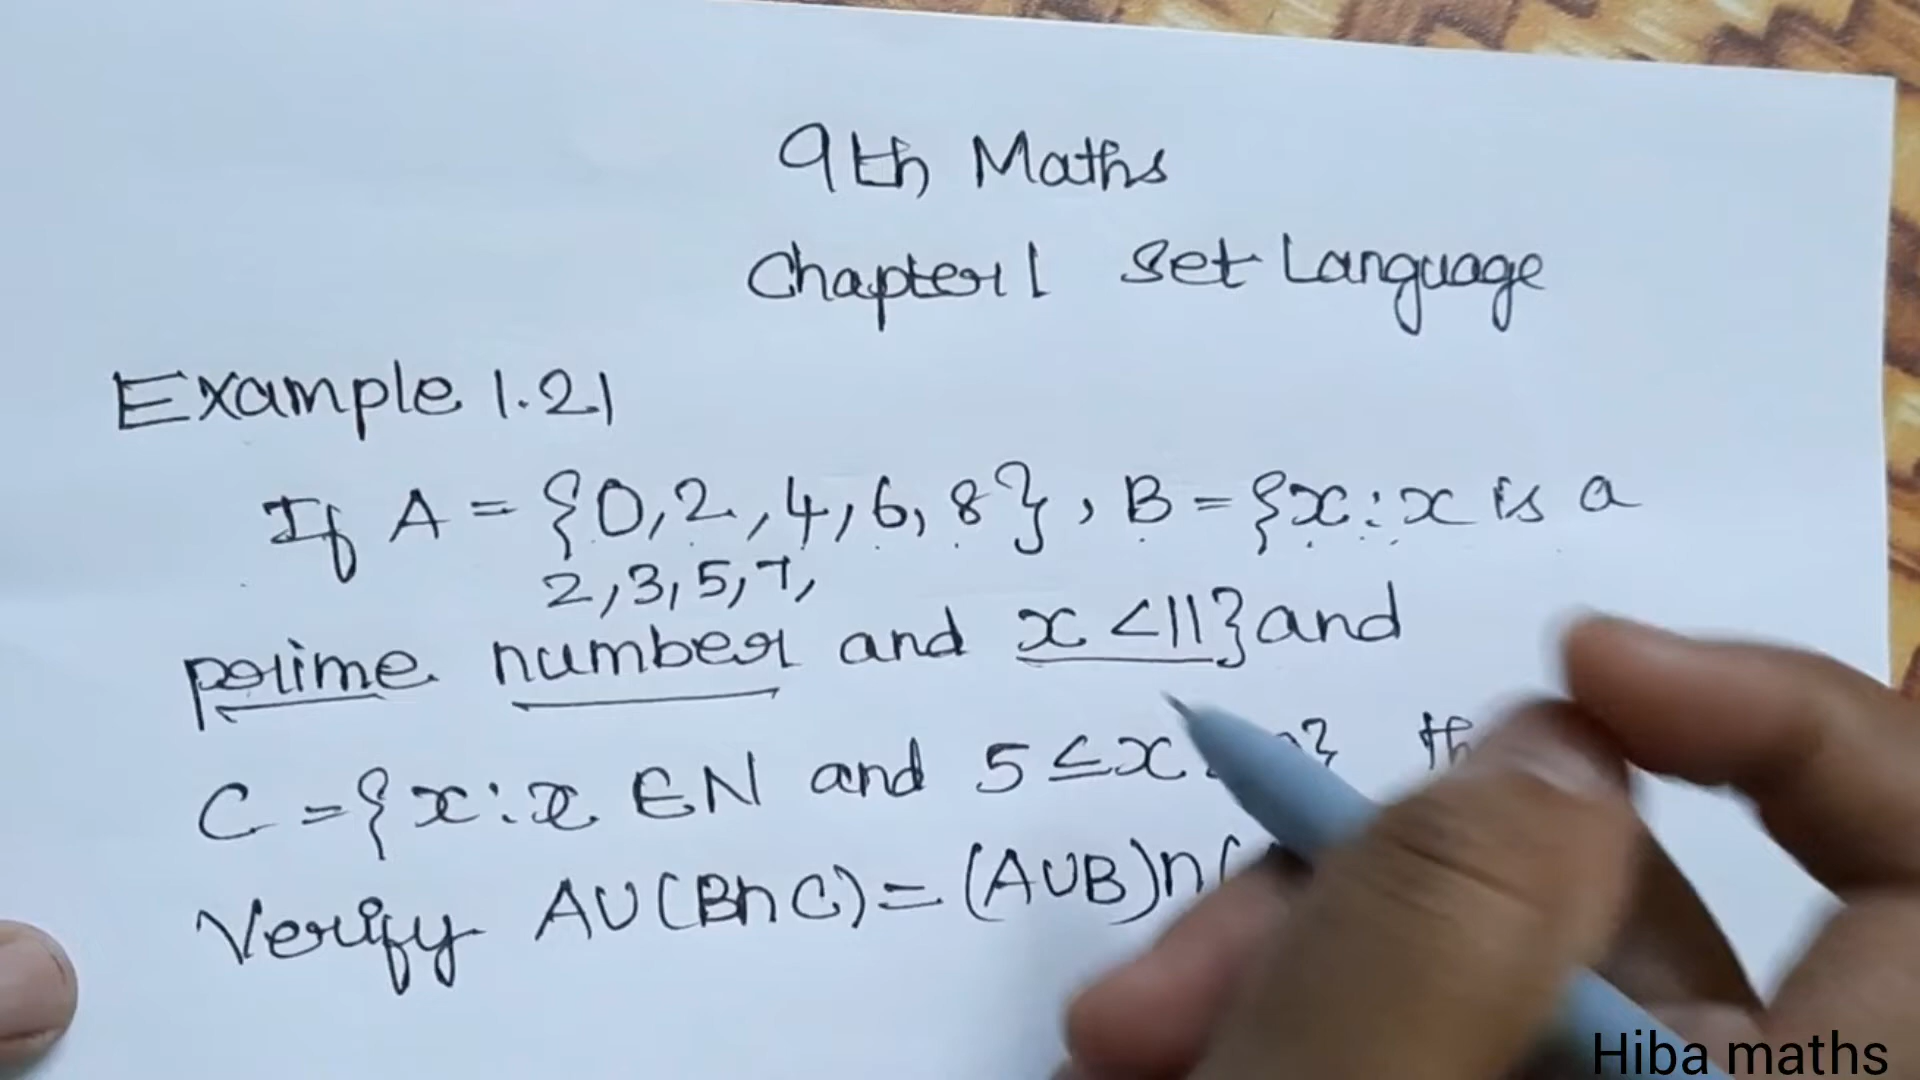 9th Maths
Chapter 1 Set Language
Example 1.21
If A = {0, 2, 4, 6, 8}, B = {x : x is a
2, 3, 5, 7,
prime number and x < 11} and
C = {x : x ∈ N and 5 ≤ x
Verify A∪(B∩C) = (A∪B)∩(
Hiba maths